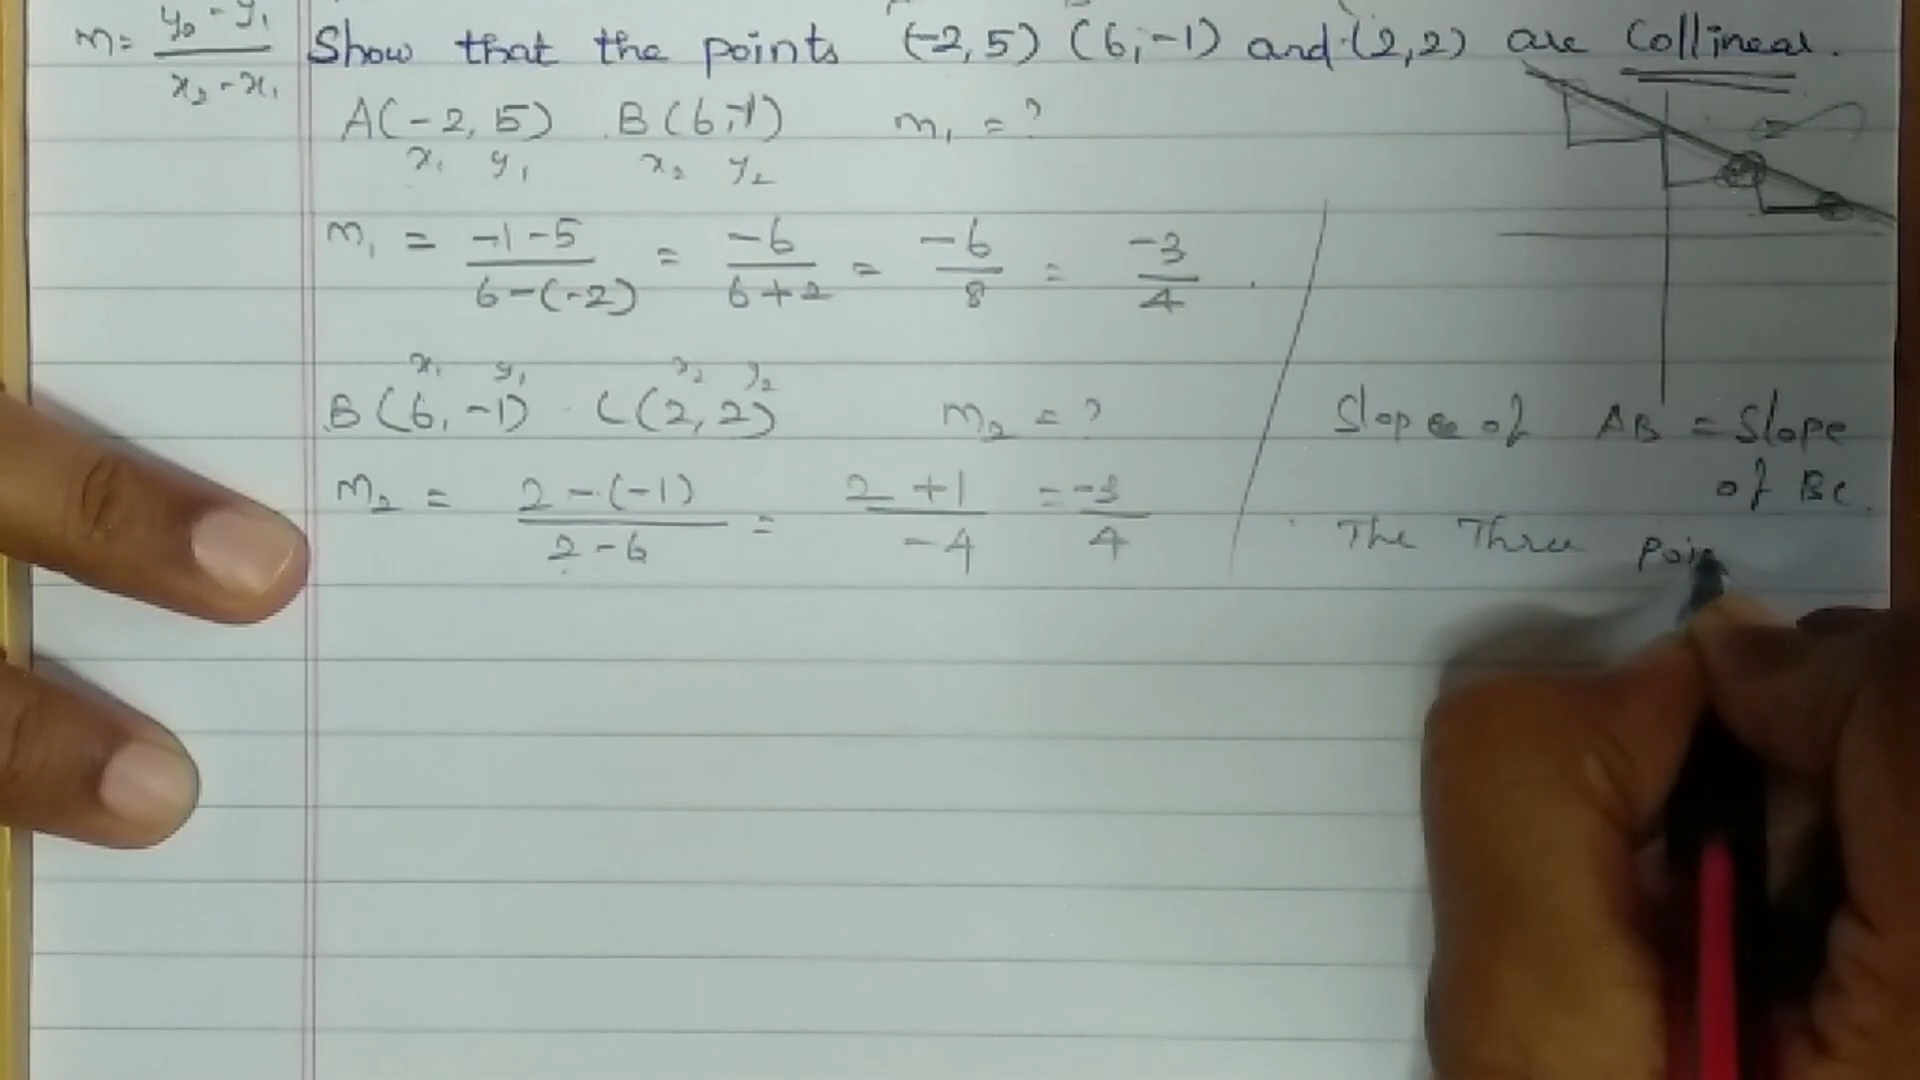 m = y₂ - y₁ / x₂ - x₁
Show that the points (-2,5) (6,-1) and (2,2) are Collinear.
A(-2, 5) B(6,-1) m₁ = ?
x₁ y₁ x₂ y₂
m₁ = -1-5 / 6-(-2) = -6 / 6+2 = -6 / 8 = -3 / 4
x₁ y₁ x₂ y₂
B(6,-1) C(2,2) m₂ = ?
m₂ = 2-(-1) / 2-6 = 2+1 / -4 = -3 / 4
Slope of AB = Slope
of BC.
The Three poin